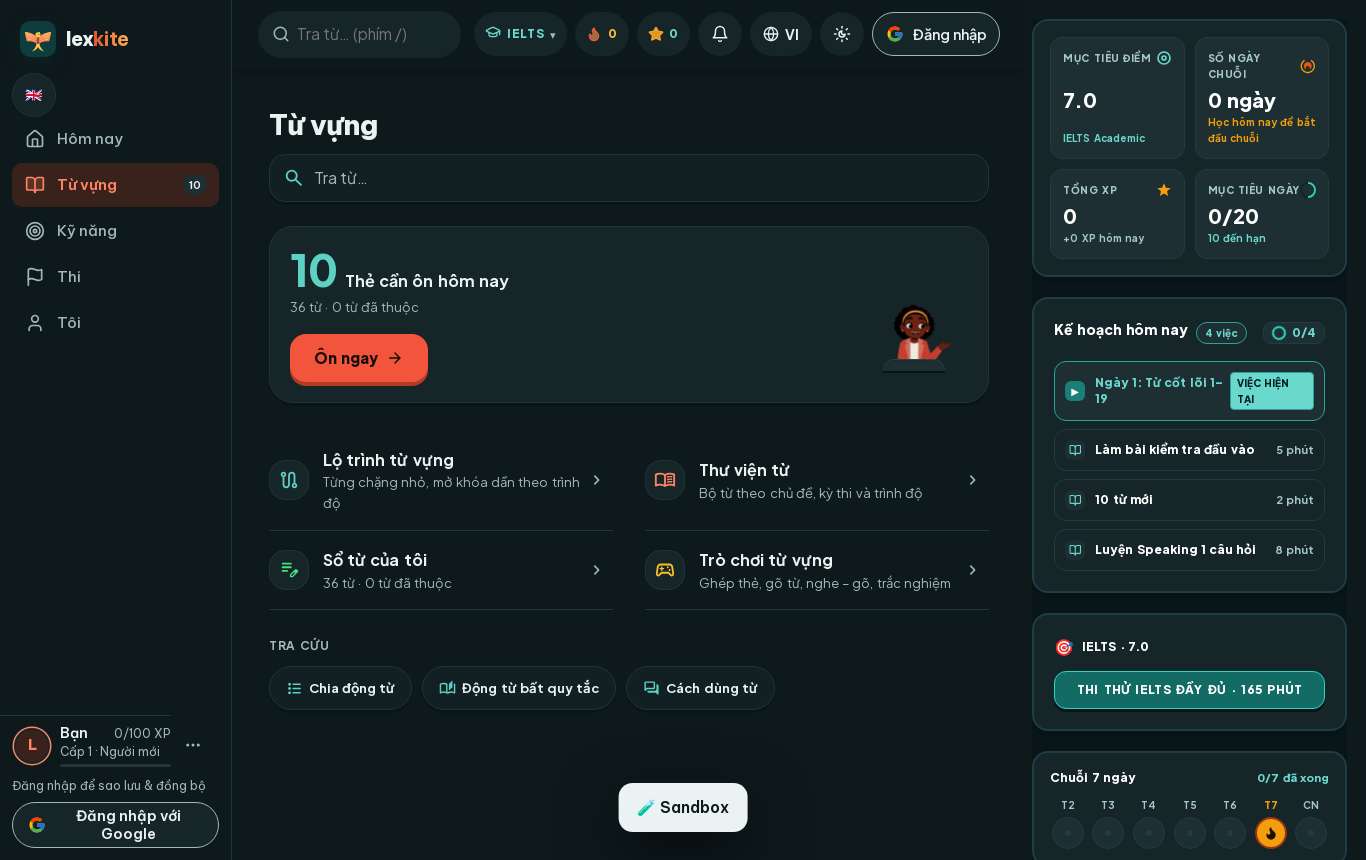 lexkite
Hôm nay
Từ vựng 10
Kỹ năng
Thi
Tôi
L
Bạn 0/100 XP
Cấp 1 · Người mới
Đăng nhập để sao lưu & đồng bộ
Đăng nhập với
Google
Tra từ... (phím /)
IELTS ▾
0
0
VI
Đăng nhập
Từ vựng
Tra từ...
10 Thẻ cần ôn hôm nay
36 từ · 0 từ đã thuộc
Ôn ngay →
Lộ trình từ vựng
Từng chặng nhỏ, mở khóa dần theo trình
độ
Thư viện từ
Bộ từ theo chủ đề, kỳ thi và trình độ
Sổ từ của tôi
36 từ · 0 từ đã thuộc
Trò chơi từ vựng
Ghép thẻ, gõ từ, nghe – gõ, trắc nghiệm
TRA CỨU
Chia động từ
Động từ bất quy tắc
Cách dùng từ
🧪 Sandbox
MỤC TIÊU ĐIỂM
7.0
IELTS Academic
SỐ NGÀY
CHUỖI
0 ngày
Học hôm nay để bắt
đầu chuỗi
TỔNG XP
0
+0 XP hôm nay
MỤC TIÊU NGÀY
0/20
10 đến hạn
Kế hoạch hôm nay 4 việc 0/4
Ngày 1: Từ cốt lõi 1–
19
VIỆC HIỆN
TẠI
Làm bài kiểm tra đầu vào 5 phút
10 từ mới 2 phút
Luyện Speaking 1 câu hỏi 8 phút
IELTS · 7.0
THI THỬ IELTS ĐẦY ĐỦ · 165 PHÚT
Chuỗi 7 ngày 0/7 đã xong
T2 T3 T4 T5 T6 T7 CN